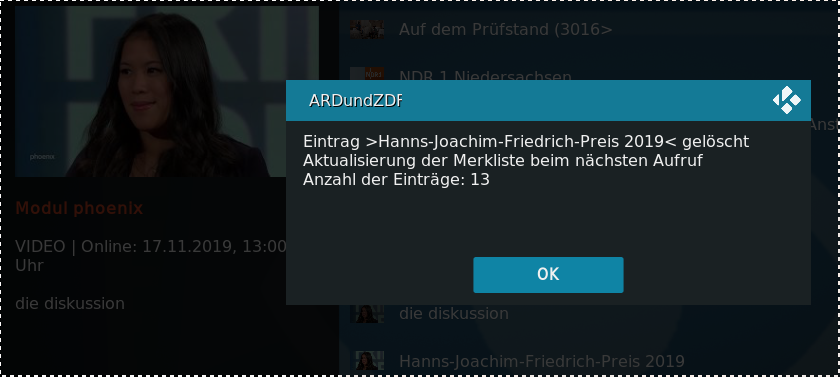 Auf dem Prüfstand (3016>
NDR 1 Niedersachsen
ARDundZDF
Eintrag >Hanns-Joachim-Friedrich-Preis 2019< gelöscht
Aktualisierung der Merkliste beim nächsten Aufruf
Anzahl der Einträge: 13
OK
phoenix
Modul phoenix
VIDEO | Online: 17.11.2019, 13:00
Uhr
die diskussion
die diskussion
Hanns-Joachim-Friedrich-Preis 2019